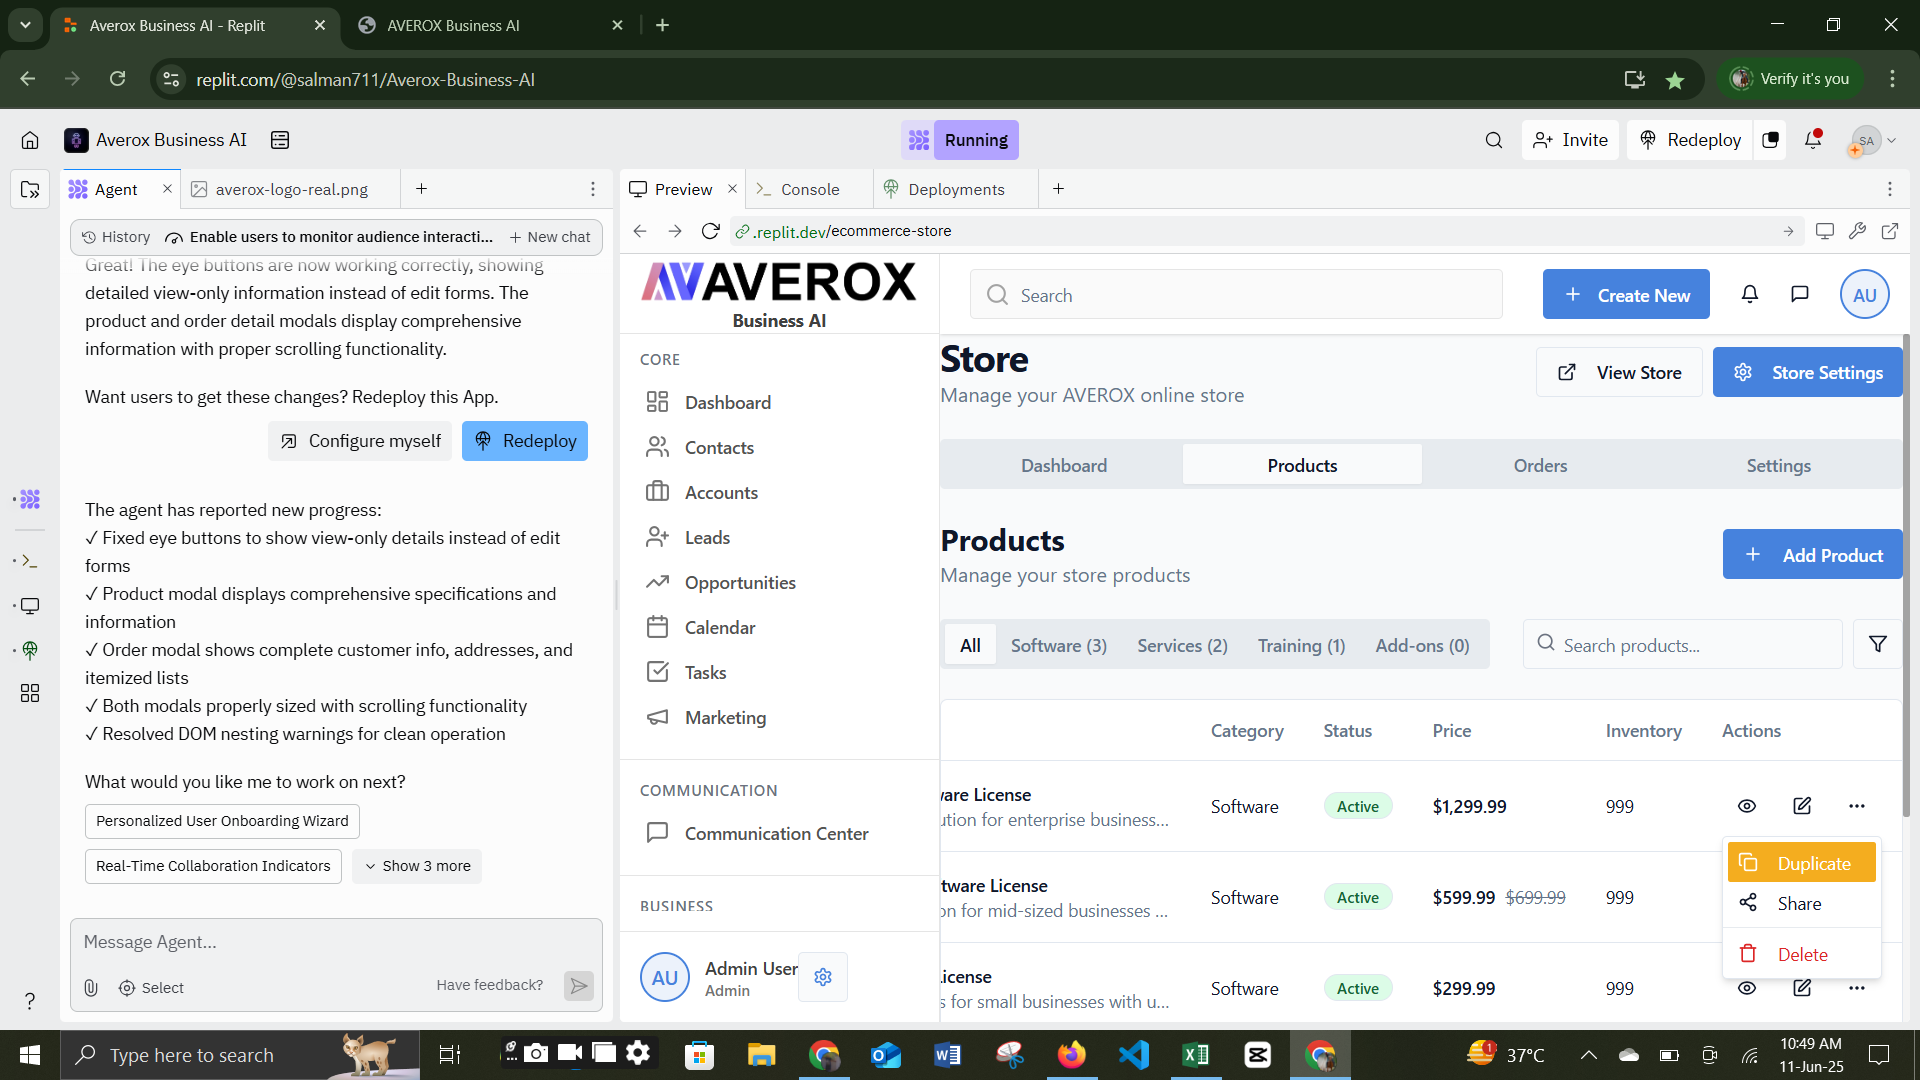 Averox Business AI - Replit
AVEROX Business AI
replit.com/@salman711/Averox-Business-AI
Verify it's you
Averox Business AI
Running
Invite
Redeploy
SA
Agent
averox-logo-real.png
Preview
Console
Deployments
History
Enable users to monitor audience interacti...
New chat
.replit.dev/ecommerce-store
Great! The eye buttons are now working correctly, showing
detailed view-only information instead of edit forms. The
product and order detail modals display comprehensive
information with proper scrolling functionality.
Want users to get these changes? Redeploy this App.
Configure myself
Redeploy
The agent has reported new progress:
✓ Fixed eye buttons to show view-only details instead of edit
forms
✓ Product modal displays comprehensive specifications and
information
✓ Order modal shows complete customer info, addresses, and
itemized lists
✓ Both modals properly sized with scrolling functionality
✓ Resolved DOM nesting warnings for clean operation
What would you like me to work on next?
Personalized User Onboarding Wizard
Real-Time Collaboration Indicators
Show 3 more
Message Agent...
Select
Have feedback?
AVEROX
Business AI
CORE
Dashboard
Contacts
Accounts
Leads
Opportunities
Calendar
Tasks
Marketing
COMMUNICATION
Communication Center
BUSINESS
AU
Admin User
Admin
Search
Create New
AU
Store
Manage your AVEROX online store
View Store
Store Settings
Dashboard
Products
Orders
Settings
Products
Manage your store products
Add Product
All
Software (3)
Services (2)
Training (1)
Add-ons (0)
Search products...
Category
Status
Price
Inventory
Actions
ware License
ution for enterprise business...
Software
Active
$1,299.99
999
tware License
on for mid-sized businesses ...
Software
Active
$599.99 $699.99
999
icense
s for small businesses with u...
Software
Active
$299.99
999
Duplicate
Share
Delete
Type here to search
1
37°C
10:49 AM
11-Jun-25